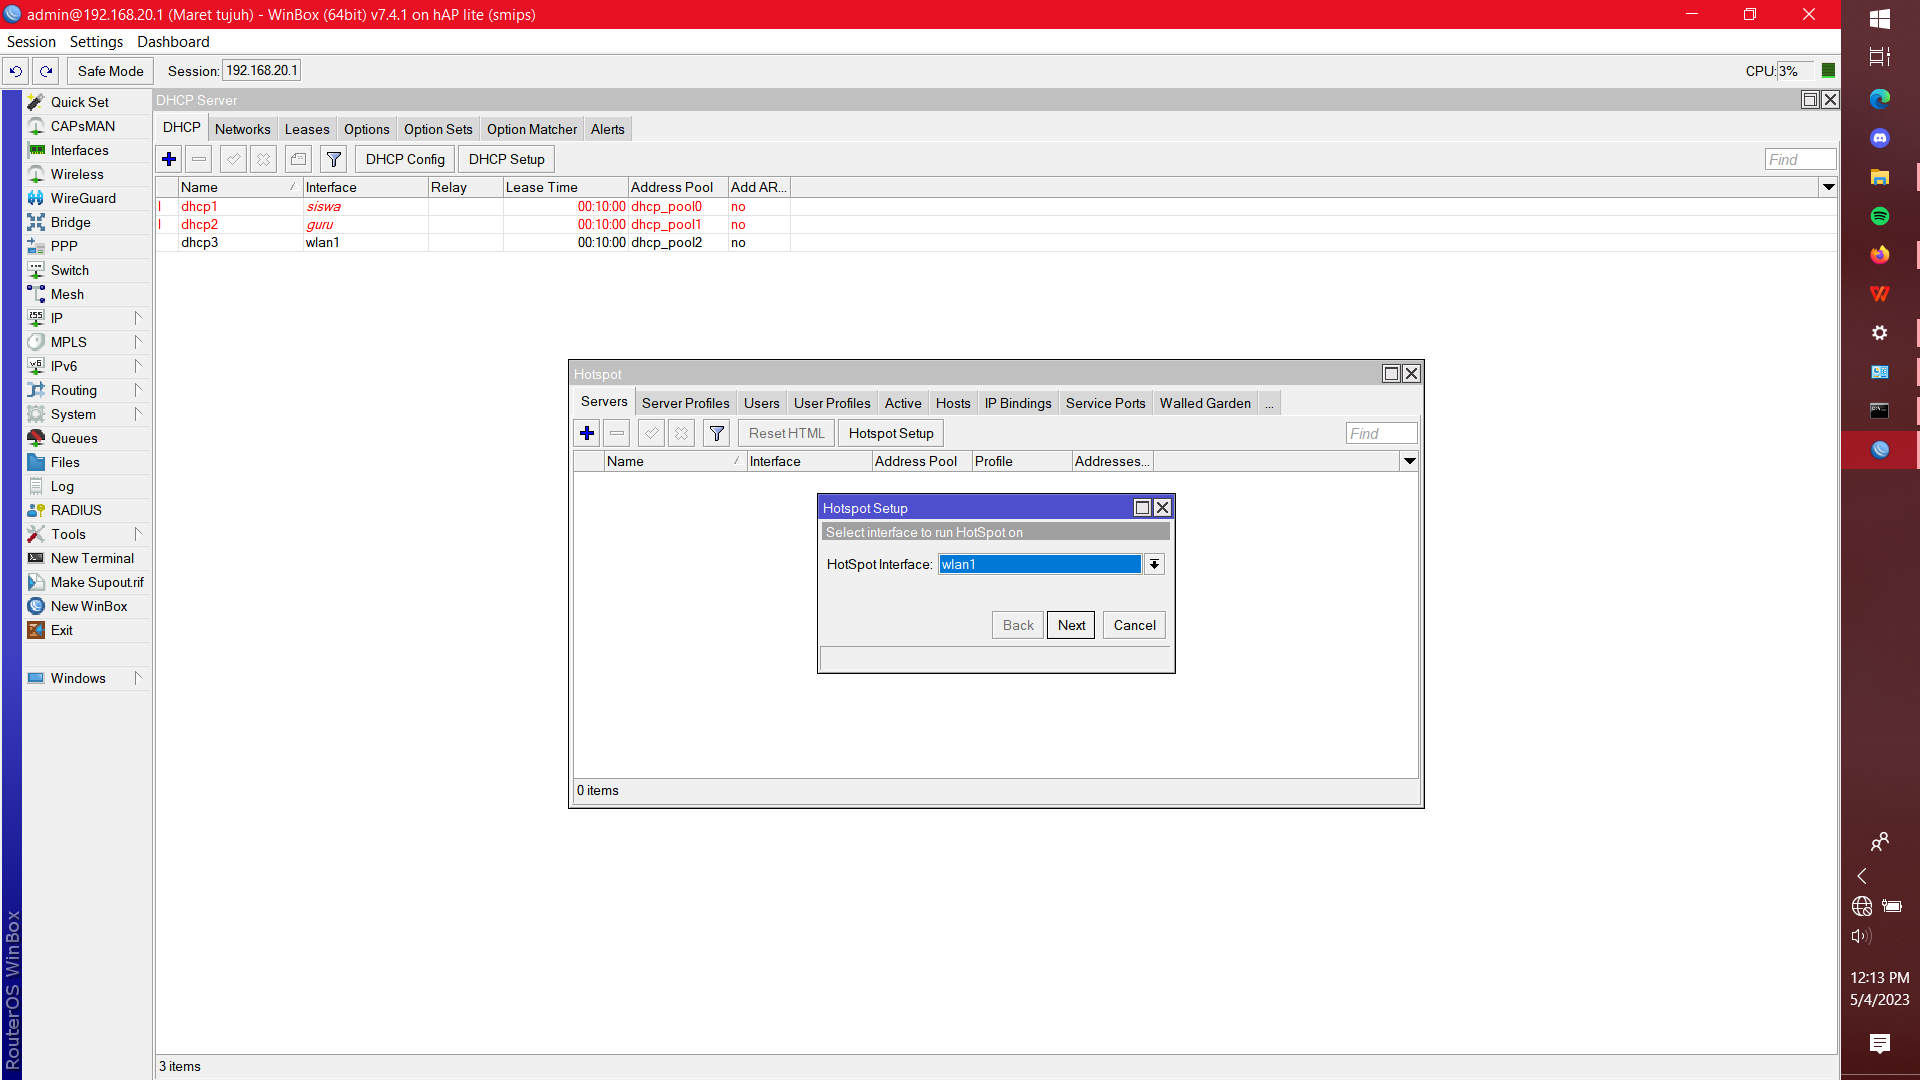 admin@192.168.20.1 (Maret tujuh) - WinBox (64bit) v7.4.1 on hAP lite (smips)
Session Settings Dashboard
Safe Mode Session: 192.168.20.1 CPU: 3%
Quick Set
CAPsMAN
Interfaces
Wireless
WireGuard
Bridge
PPP
Switch
Mesh
IP
MPLS
IPv6
Routing
System
Queues
Files
Log
RADIUS
Tools
New Terminal
Make Supout.rif
New WinBox
Exit
Windows
RouterOS WinBox
DHCP Server
DHCP Networks Leases Options Option Sets Option Matcher Alerts
DHCP Config DHCP Setup Find
Name Interface Relay Lease Time Address Pool Add AR...
I dhcp1 siswa 00:10:00 dhcp_pool0 no
I dhcp2 guru 00:10:00 dhcp_pool1 no
dhcp3 wlan1 00:10:00 dhcp_pool2 no
Hotspot
Servers Server Profiles Users User Profiles Active Hosts IP Bindings Service Ports Walled Garden ...
Reset HTML Hotspot Setup Find
Name Interface Address Pool Profile Addresses...
Hotspot Setup
Select interface to run HotSpot on
HotSpot Interface: wlan1
Back Next Cancel
0 items
3 items
12:13 PM
5/4/2023